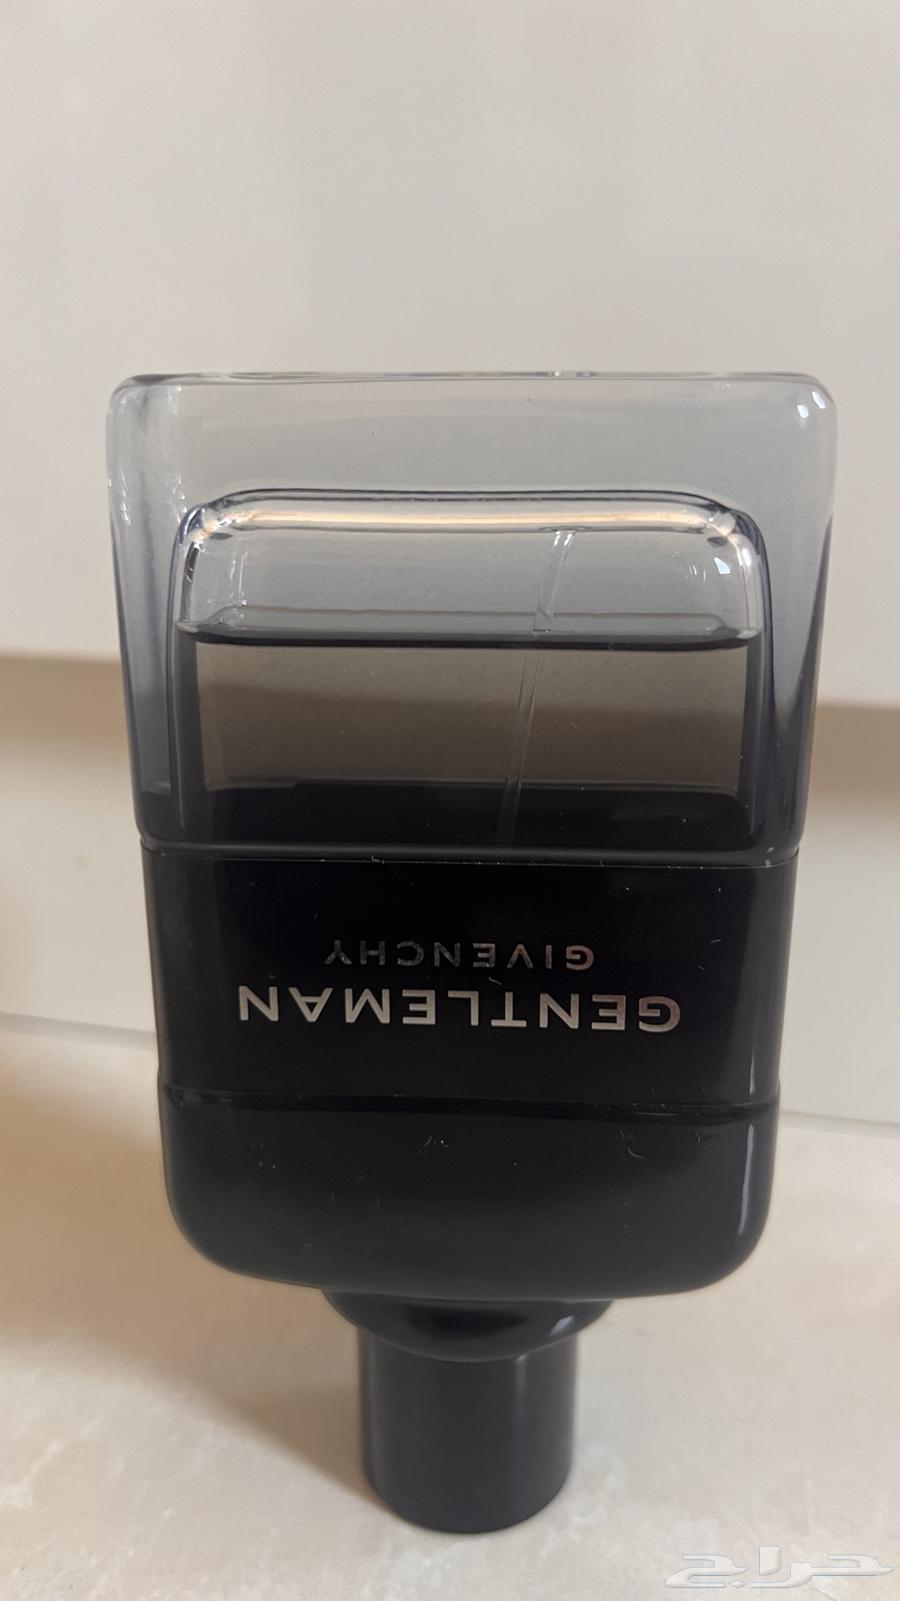 GIVENCHY
GENTLEMAN
حراج